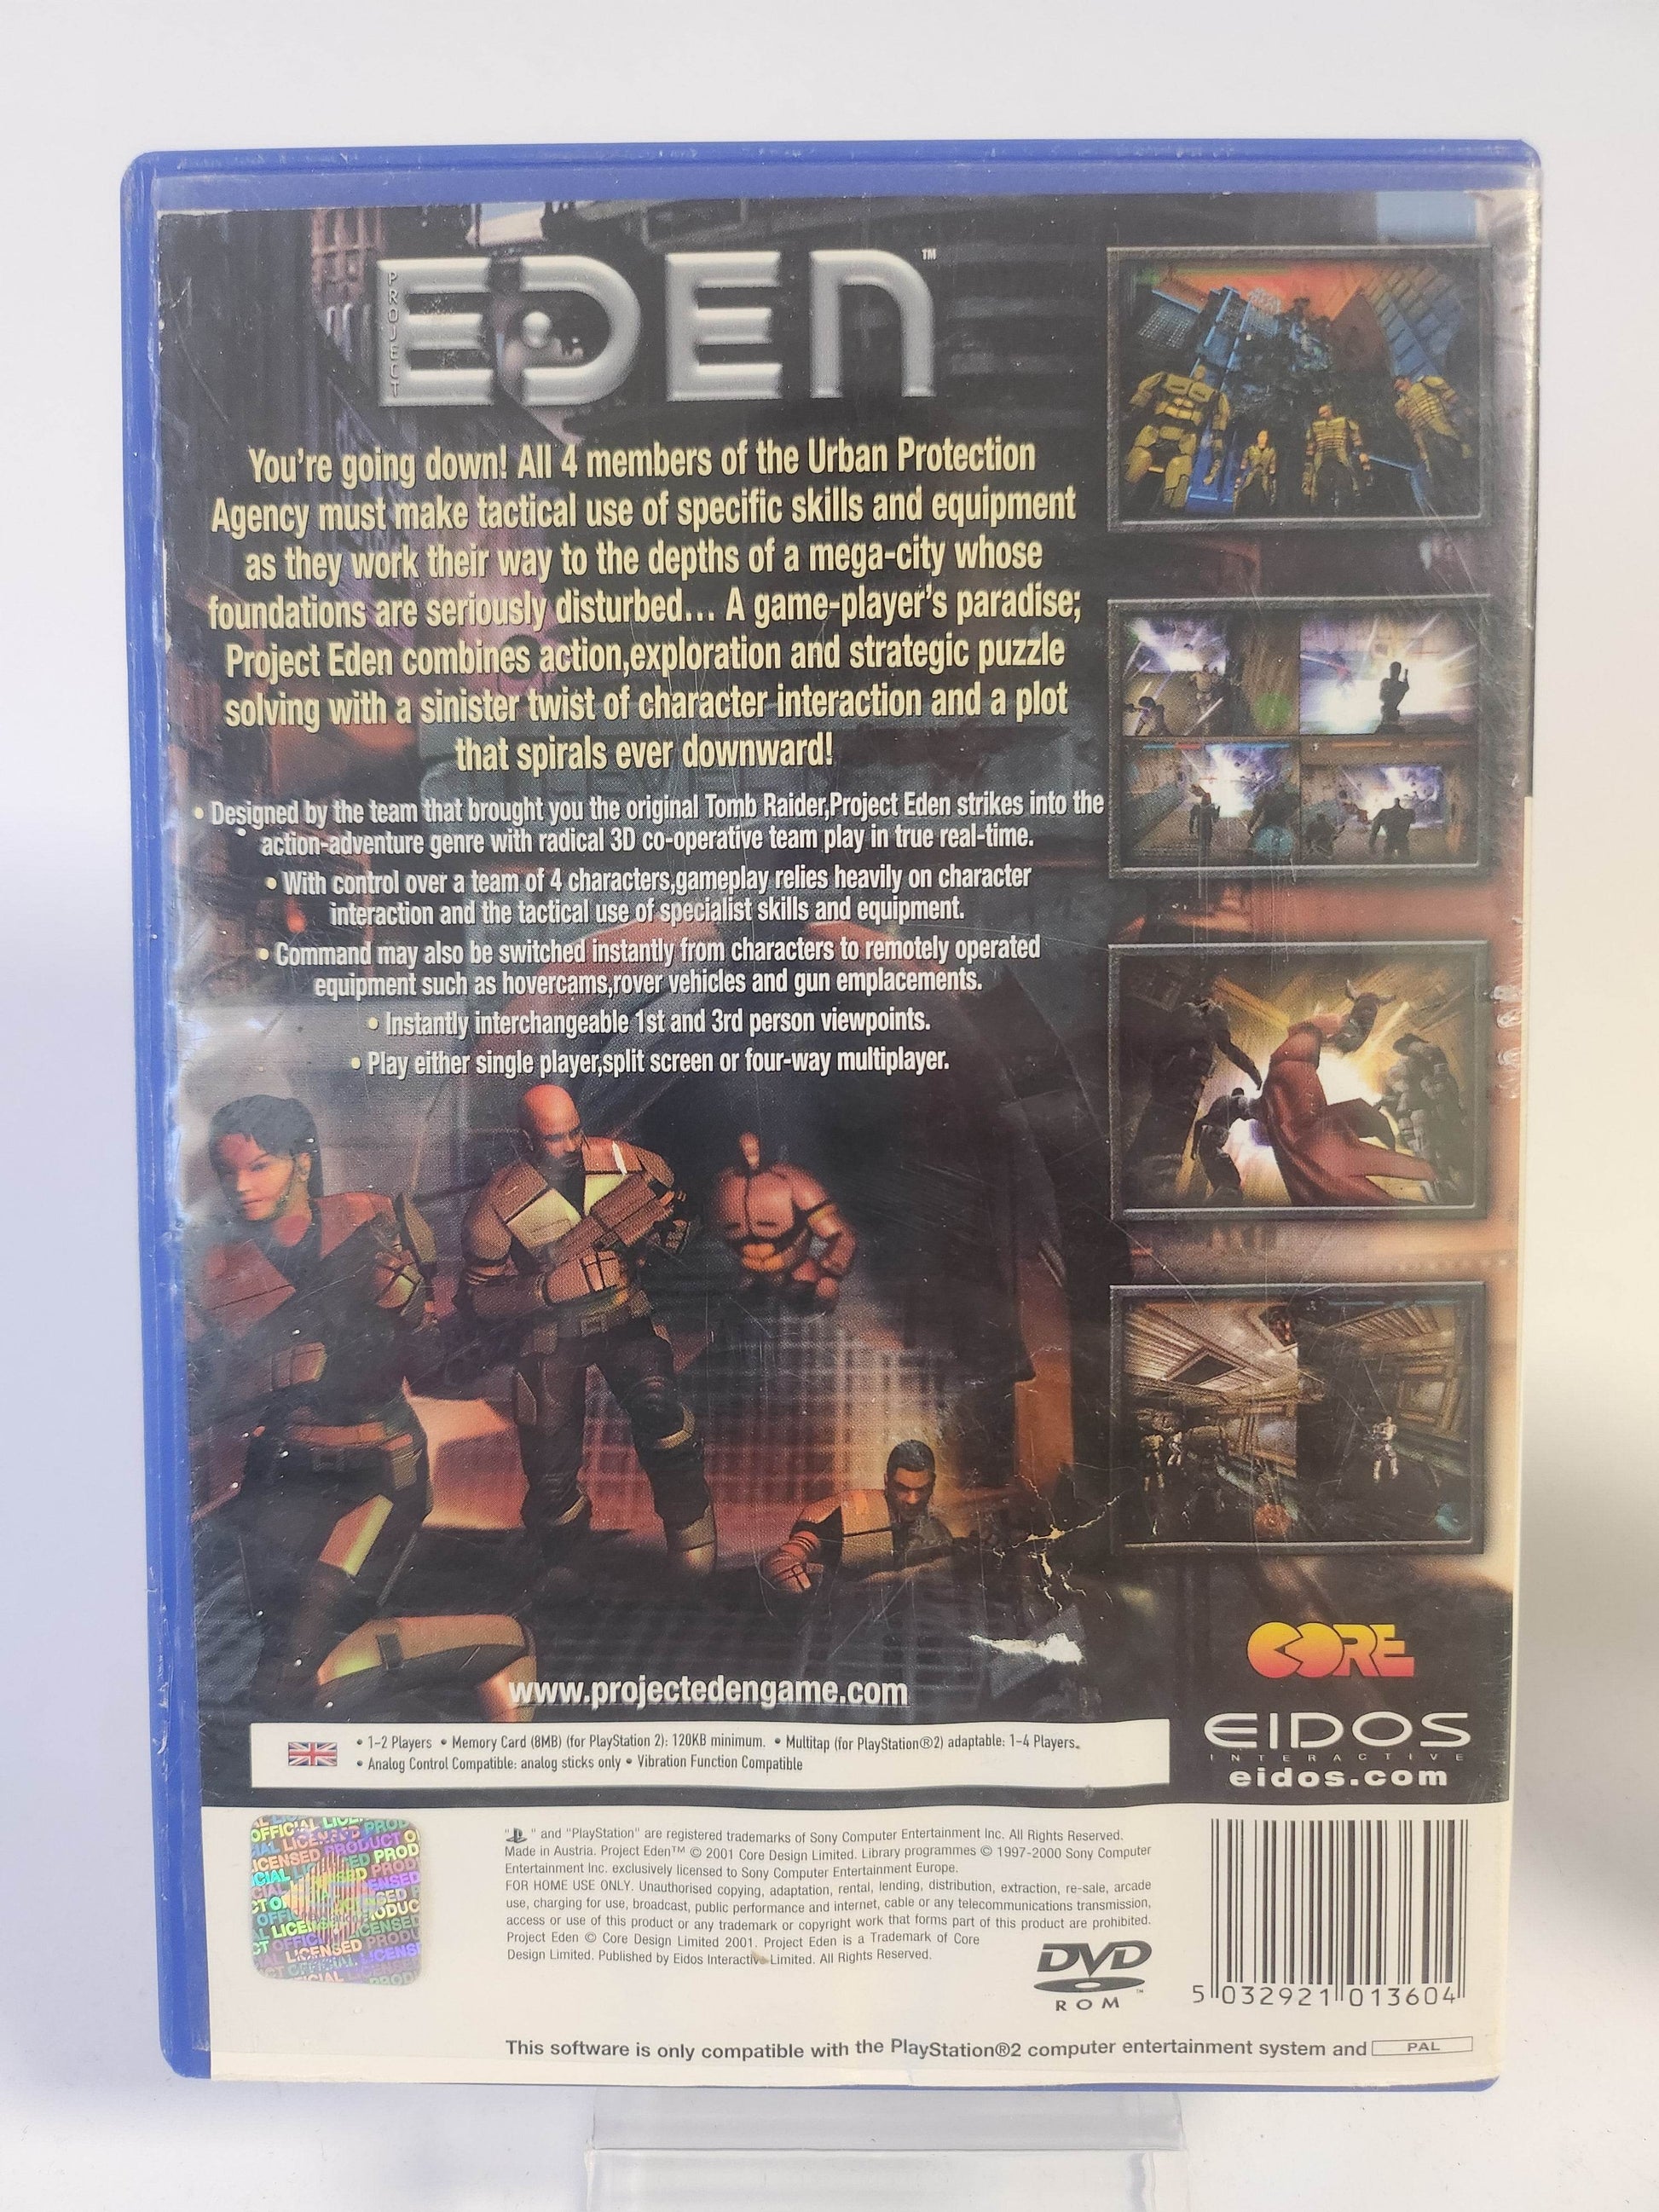 PROJECT
EDEN™
You're going down! All 4 members of the Urban Protection
Agency must make tactical use of specific skills and equipment
as they work their way to the depths of a mega-city whose
foundations are seriously disturbed... A game-player's paradise;
Project Eden combines action,exploration and strategic puzzle
solving with a sinister twist of character interaction and a plot
that spirals ever downward!
• Designed by the team that brought you the original Tomb Raider,Project Eden strikes into the
action-adventure genre with radical 3D co-operative team play in true real-time.
• With control over a team of 4 characters,gameplay relies heavily on character
interaction and the tactical use of specialist skills and equipment.
• Command may also be switched instantly from characters to remotely operated
equipment such as hovercams,rover vehicles and gun emplacements.
• Instantly interchangeable 1st and 3rd person viewpoints.
• Play either single player,split screen or four-way multiplayer.
www.projectedengame.com
CORE
EIDOS
INTERACTIVE
eidos.com
• 1-2 Players • Memory Card (8MB) (for PlayStation 2): 120KB minimum. • Multitap (for PlayStation®2) adaptable: 1-4 Players.
• Analog Control Compatible: analog sticks only • Vibration Function Compatible
OFFICIAL LICENSED PRODUCT
" " and "PlayStation" are registered trademarks of Sony Computer Entertainment Inc. All Rights Reserved.
Made in Austria. Project Eden™ © 2001 Core Design Limited. Library programmes © 1997-2000 Sony Computer
Entertainment Inc. exclusively licensed to Sony Computer Entertainment Europe.
FOR HOME USE ONLY. Unauthorised copying, adaptation, rental, lending, distribution, extraction, re-sale, arcade
use, charging for use, broadcast, public performance and internet, cable or any telecommunications transmission,
access or use of this product or any trademark or copyright work that forms part of this product are prohibited.
Project Eden © Core Design Limited 2001. Project Eden is a Trademark of Core
Design Limited. Published by Eidos Interactive Limited. All Rights Reserved.
DVD™
ROM
5 032921 013604
This software is only compatible with the PlayStation®2 computer entertainment system and PAL